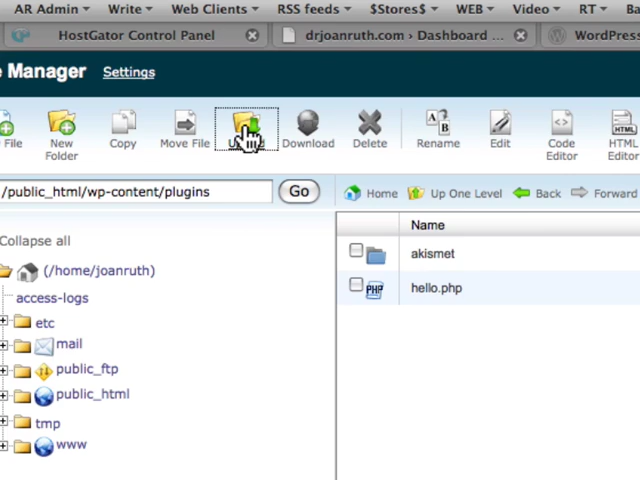 AR Admin Write Web Clients RSS feeds $Stores$ WEB Video RT Ba
HostGator Control Panel drjoanruth.com › Dashboard ... WordPress
e Manager Settings
File New Folder Copy Move File Download Delete Rename Edit Code Editor HTML Editor
/public_html/wp-content/plugins Go Home Up One Level Back Forward
Collapse all Name
(/home/joanruth) akismet
access-logs hello.php
etc
mail
public_ftp
public_html
tmp
www